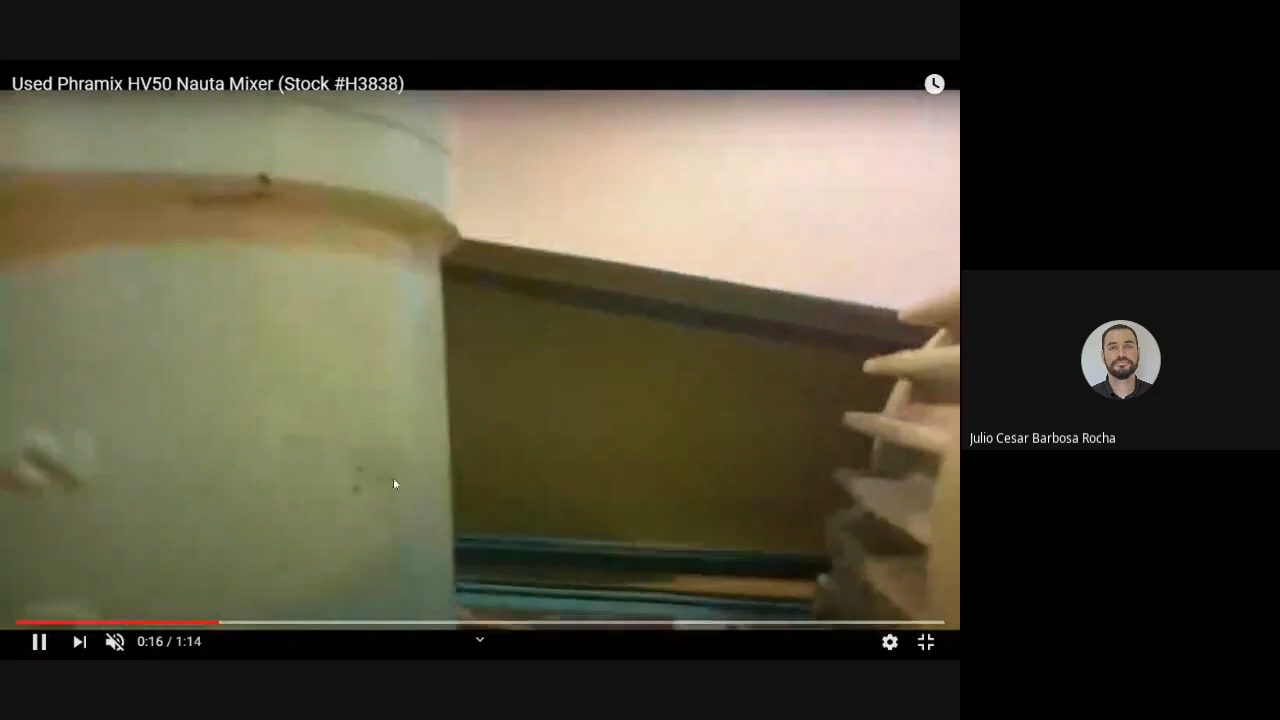 Used Phramix HV50 Nauta Mixer (Stock #H3838)
Julio Cesar Barbosa Rocha
0:16 / 1:14